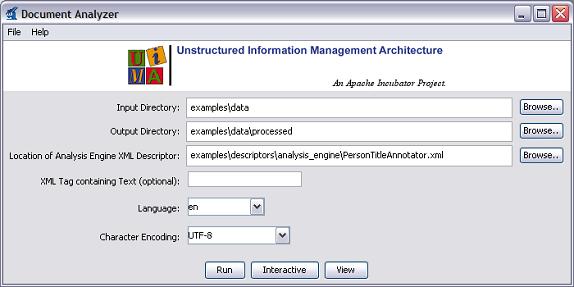 Document Analyzer
File Help
UIMA
Unstructured Information Management Architecture
An Apache Incubator Project.
Input Directory: examples\data Browse..
Output Directory: examples\data\processed Browse..
Location of Analysis Engine XML Descriptor: examples\descriptors\analysis_engine\PersonTitleAnnotator.xml Browse..
XML Tag containing Text (optional):
Language: en
Character Encoding: UTF-8
Run Interactive View